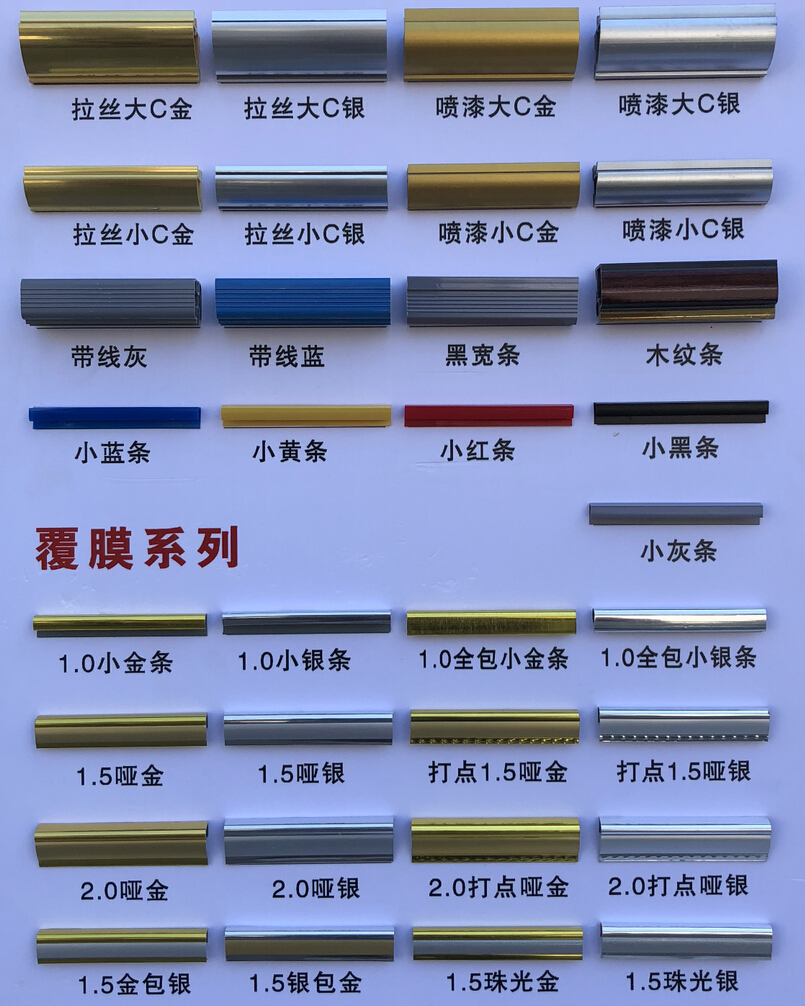 拉丝大C金 拉丝大C银 喷漆大C金 喷漆大C银
拉丝小C金 拉丝小C银 喷漆小C金 喷漆小C银
带线灰 带线蓝 黑宽条 木纹条
小蓝条 小黄条 小红条 小黑条
覆膜系列
小灰条
1.0小金条 1.0小银条 1.0全包小金条 1.0全包小银条
1.5哑金 1.5哑银 打点1.5哑金 打点1.5哑银
2.0哑金 2.0哑银 2.0打点哑金 2.0打点哑银
1.5金包银 1.5银包金 1.5珠光金 1.5珠光银